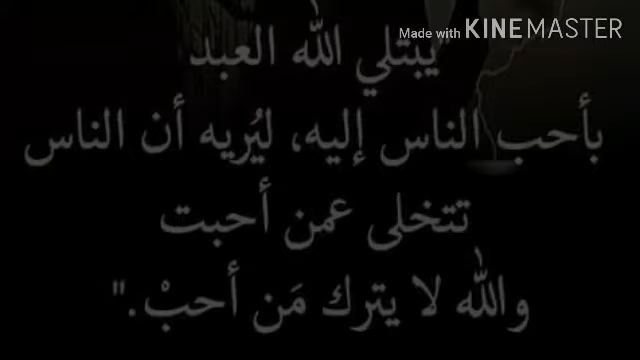 Made with KINEMASTER
"يبتلي الله العبد
بأحب الناس إليه، ليُريه أن الناس
تتخلى عمن أحبت
والله لا يترك مَن أحبْ."